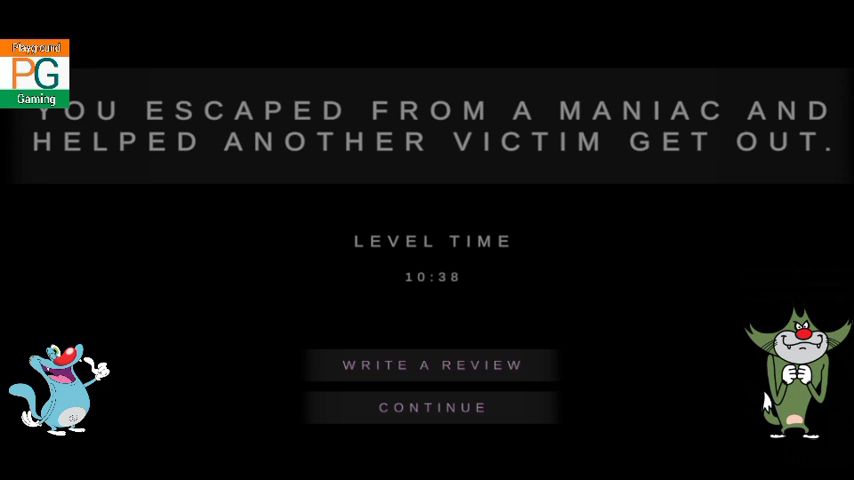 Playground
PG
Gaming
YOU ESCAPED FROM A MANIAC AND
HELPED ANOTHER VICTIM GET OUT.
LEVEL TIME
10:38
WRITE A REVIEW
CONTINUE